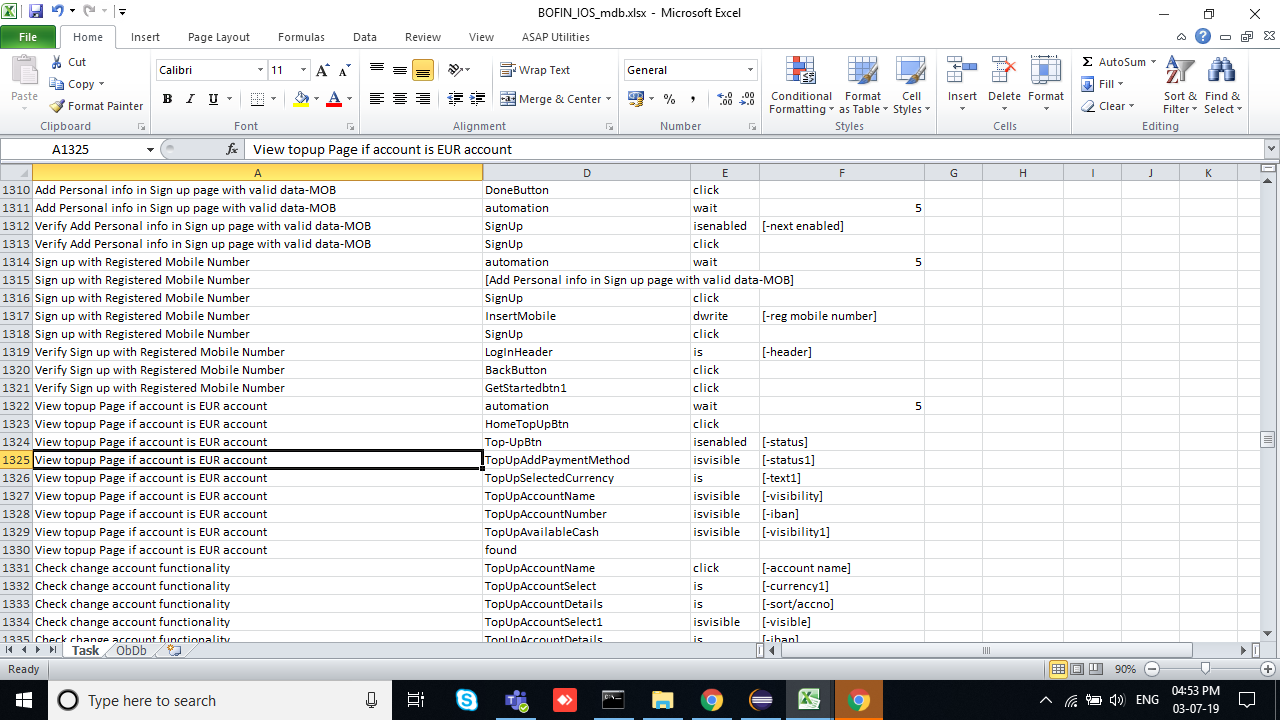 BOFIN_IOS_mdb.xlsx - Microsoft Excel
File Home Insert Page Layout Formulas Data Review View ASAP Utilities
Paste Cut Copy Format Painter Clipboard
Calibri 11 B I U A A A Font
Wrap Text Merge & Center Alignment
General % , .00 .0 Number
Conditional Formatting Format as Table Cell Styles Styles
Insert Delete Format Cells
Σ AutoSum Fill Clear Sort & Filter Find & Select Editing
A1325 fx View topup Page if account is EUR account
A D E F G H I J K
1310 Add Personal info in Sign up page with valid data-MOB DoneButton click
1311 Add Personal info in Sign up page with valid data-MOB automation wait 5
1312 Verify Add Personal info in Sign up page with valid data-MOB SignUp isenabled [-next enabled]
1313 Verify Add Personal info in Sign up page with valid data-MOB SignUp click
1314 Sign up with Registered Mobile Number automation wait 5
1315 Sign up with Registered Mobile Number [Add Personal info in Sign up page with valid data-MOB]
1316 Sign up with Registered Mobile Number SignUp click
1317 Sign up with Registered Mobile Number InsertMobile dwrite [-reg mobile number]
1318 Sign up with Registered Mobile Number SignUp click
1319 Verify Sign up with Registered Mobile Number LogInHeader is [-header]
1320 Verify Sign up with Registered Mobile Number BackButton click
1321 Verify Sign up with Registered Mobile Number GetStartedbtn1 click
1322 View topup Page if account is EUR account automation wait 5
1323 View topup Page if account is EUR account HomeTopUpBtn click
1324 View topup Page if account is EUR account Top-UpBtn isenabled [-status]
1325 View topup Page if account is EUR account TopUpAddPaymentMethod isvisible [-status1]
1326 View topup Page if account is EUR account TopUpSelectedCurrency is [-text1]
1327 View topup Page if account is EUR account TopUpAccountName isvisible [-visibility]
1328 View topup Page if account is EUR account TopUpAccountNumber isvisible [-iban]
1329 View topup Page if account is EUR account TopUpAvailableCash isvisible [-visibility1]
1330 View topup Page if account is EUR account found
1331 Check change account functionality TopUpAccountName click [-account name]
1332 Check change account functionality TopUpAccountSelect is [-currency1]
1333 Check change account functionality TopUpAccountDetails is [-sort/accno]
1334 Check change account functionality TopUpAccountSelect1 isvisible [-visible]
1335 Check change account functionality TopUpAccountDetails is [-iban]
Task ObDb
Ready 90%
Type here to search ENG 04:53 PM
03-07-19